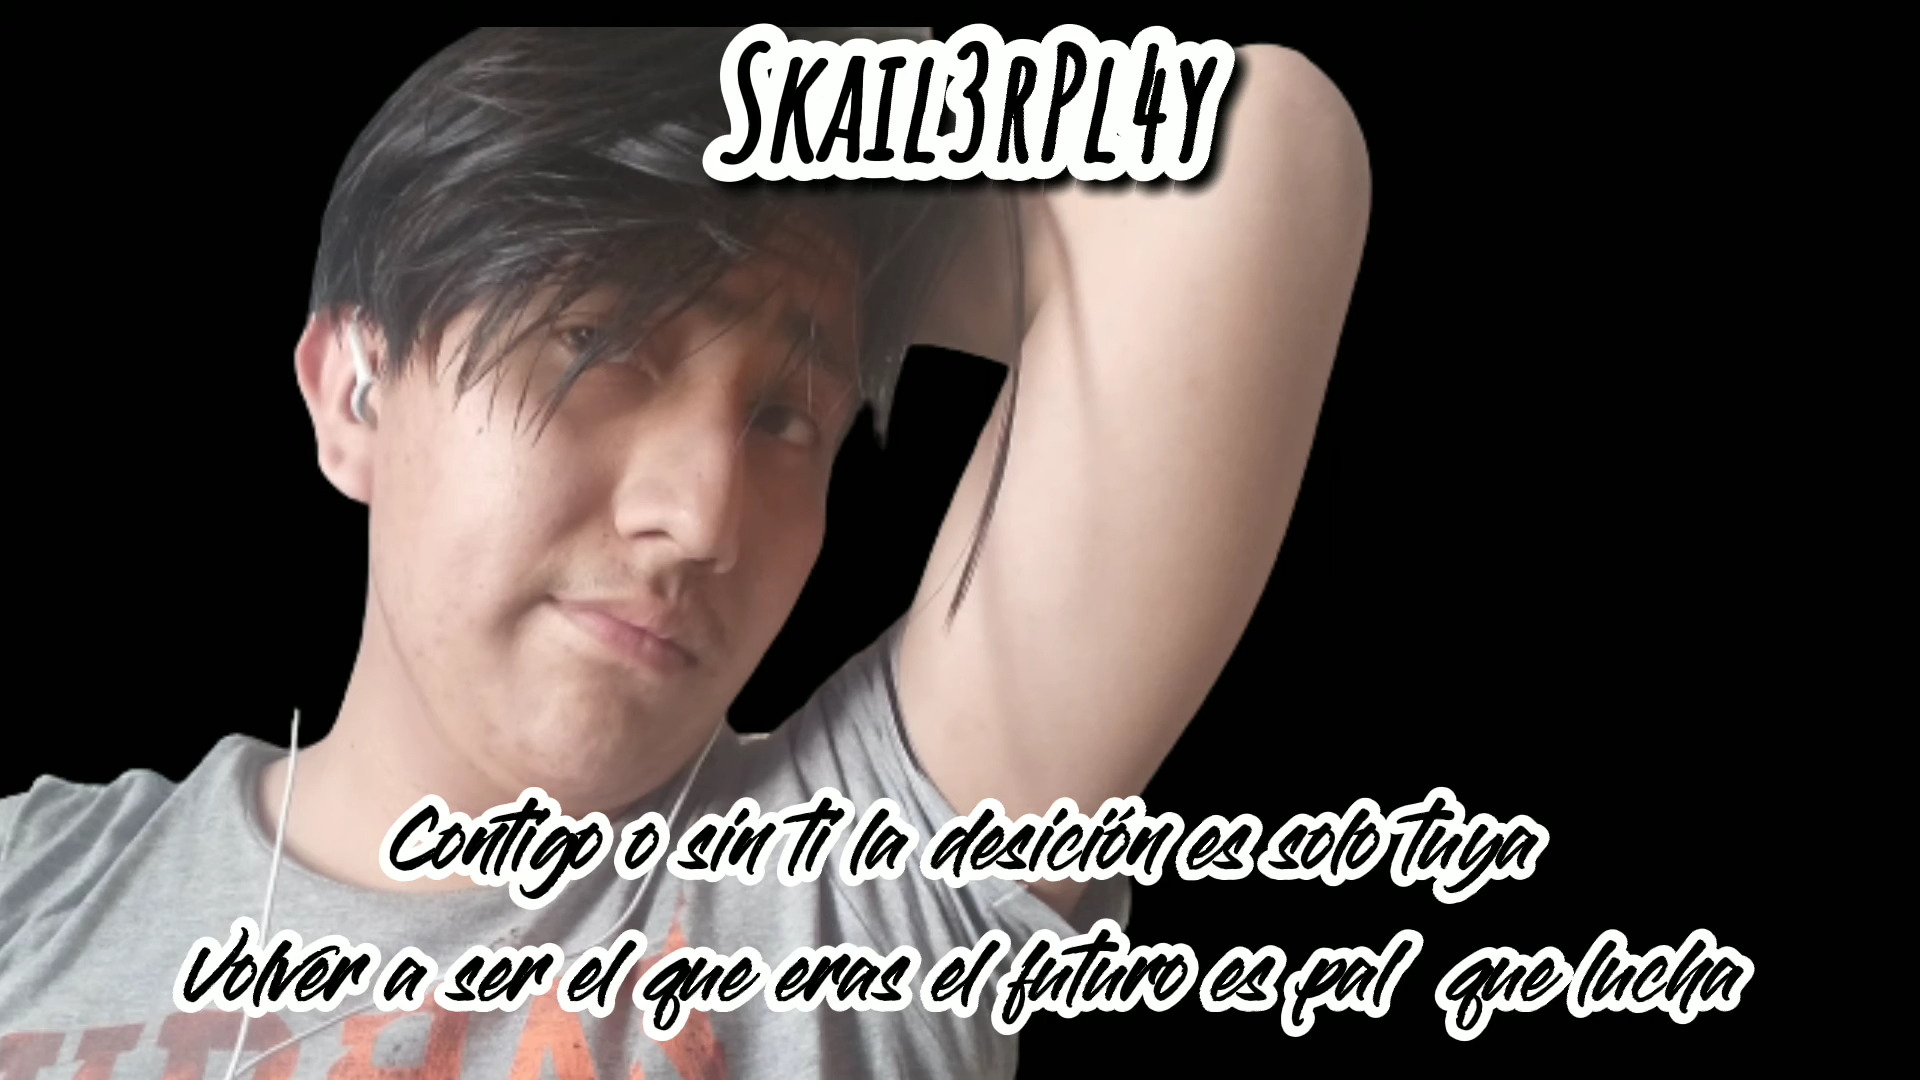 SKAIL3RPL4Y
Contigo o sin ti la desición es solo tuya
Volver a ser el que eras el futuro es pal que lucha